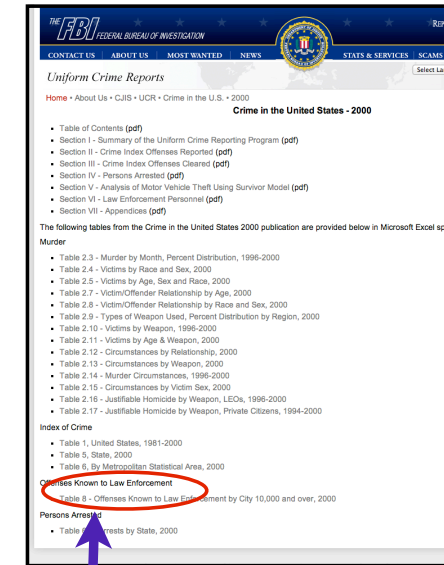 THE FBI FEDERAL BUREAU OF INVESTIGATION
CONTACT US ABOUT US MOST WANTED NEWS STATS & SERVICES SCAMS
Uniform Crime Reports
Home • About Us • CJIS • UCR • Crime in the U.S. • 2000
Crime in the United States - 2000
Table of Contents (pdf)
Section I - Summary of the Uniform Crime Reporting Program (pdf)
Section II - Crime Index Offenses Reported (pdf)
Section III - Crime Index Offenses Cleared (pdf)
Section IV - Persons Arrested (pdf)
Section V - Analysis of Motor Vehicle Theft Using Survivor Model (pdf)
Section VI - Law Enforcement Personnel (pdf)
Section VII - Appendices (pdf)
The following tables from the Crime in the United States 2000 publication are provided below in Microsoft Excel sp
Murder
Table 2.3 - Murder by Month, Percent Distribution, 1996-2000
Table 2.4 - Victims by Race and Sex, 2000
Table 2.5 - Victims by Age, Sex and Race, 2000
Table 2.7 - Victim/Offender Relationship by Age, 2000
Table 2.8 - Victim/Offender Relationship by Race and Sex, 2000
Table 2.9 - Types of Weapon Used, Percent Distribution by Region, 2000
Table 2.10 - Victims by Weapon, 1996-2000
Table 2.11 - Victims by Age & Weapon, 2000
Table 2.12 - Circumstances by Relationship, 2000
Table 2.13 - Circumstances by Weapon, 2000
Table 2.14 - Murder Circumstances, 1996-2000
Table 2.15 - Circumstances by Victim Sex, 2000
Table 2.16 - Justifiable Homicide by Weapon, LEOs, 1996-2000
Table 2.17 - Justifiable Homicide by Weapon, Private Citizens, 1994-2000
Index of Crime
Table 1, United States, 1981-2000
Table 5, State, 2000
Table 6, By Metropolitan Statistical Area, 2000
Offenses Known to Law Enforcement
Table 8 - Offenses Known to Law Enforcement by City 10,000 and over, 2000
Persons Arrested
Table Arrests by State, 2000